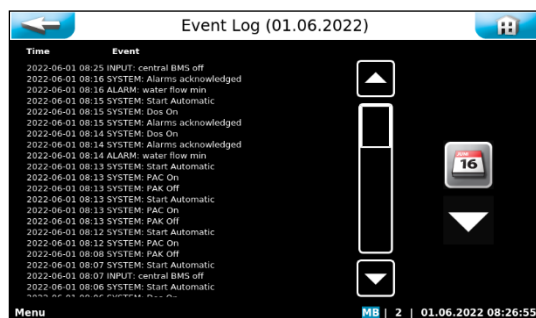 Event Log (01.06.2022)
Time Event
2022-06-01 08:25 INPUT: central BMS off
2022-06-01 08:16 SYSTEM: Alarms acknowledged
2022-06-01 08:16 ALARM: water flow min
2022-06-01 08:15 SYSTEM: Start Automatic
2022-06-01 08:15 SYSTEM: Dos On
2022-06-01 08:15 SYSTEM: Alarms acknowledged
2022-06-01 08:14 SYSTEM: Dos On
2022-06-01 08:14 SYSTEM: Alarms acknowledged
2022-06-01 08:14 ALARM: water flow min
2022-06-01 08:13 SYSTEM: Start Automatic
2022-06-01 08:13 SYSTEM: PAC On
2022-06-01 08:13 SYSTEM: PAK Off
2022-06-01 08:13 SYSTEM: Start Automatic
2022-06-01 08:13 SYSTEM: PAC On
2022-06-01 08:13 SYSTEM: PAK Off
2022-06-01 08:12 SYSTEM: Start Automatic
2022-06-01 08:12 SYSTEM: PAC On
2022-06-01 08:08 SYSTEM: PAK Off
2022-06-01 08:07 SYSTEM: Start Automatic
2022-06-01 08:07 INPUT: central BMS off
2022-06-01 08:06 SYSTEM: Start Automatic
2022-06-01 08:06 SYSTEM: Dos On
16
Menu MB | 2 | 01.06.2022 08:26:55